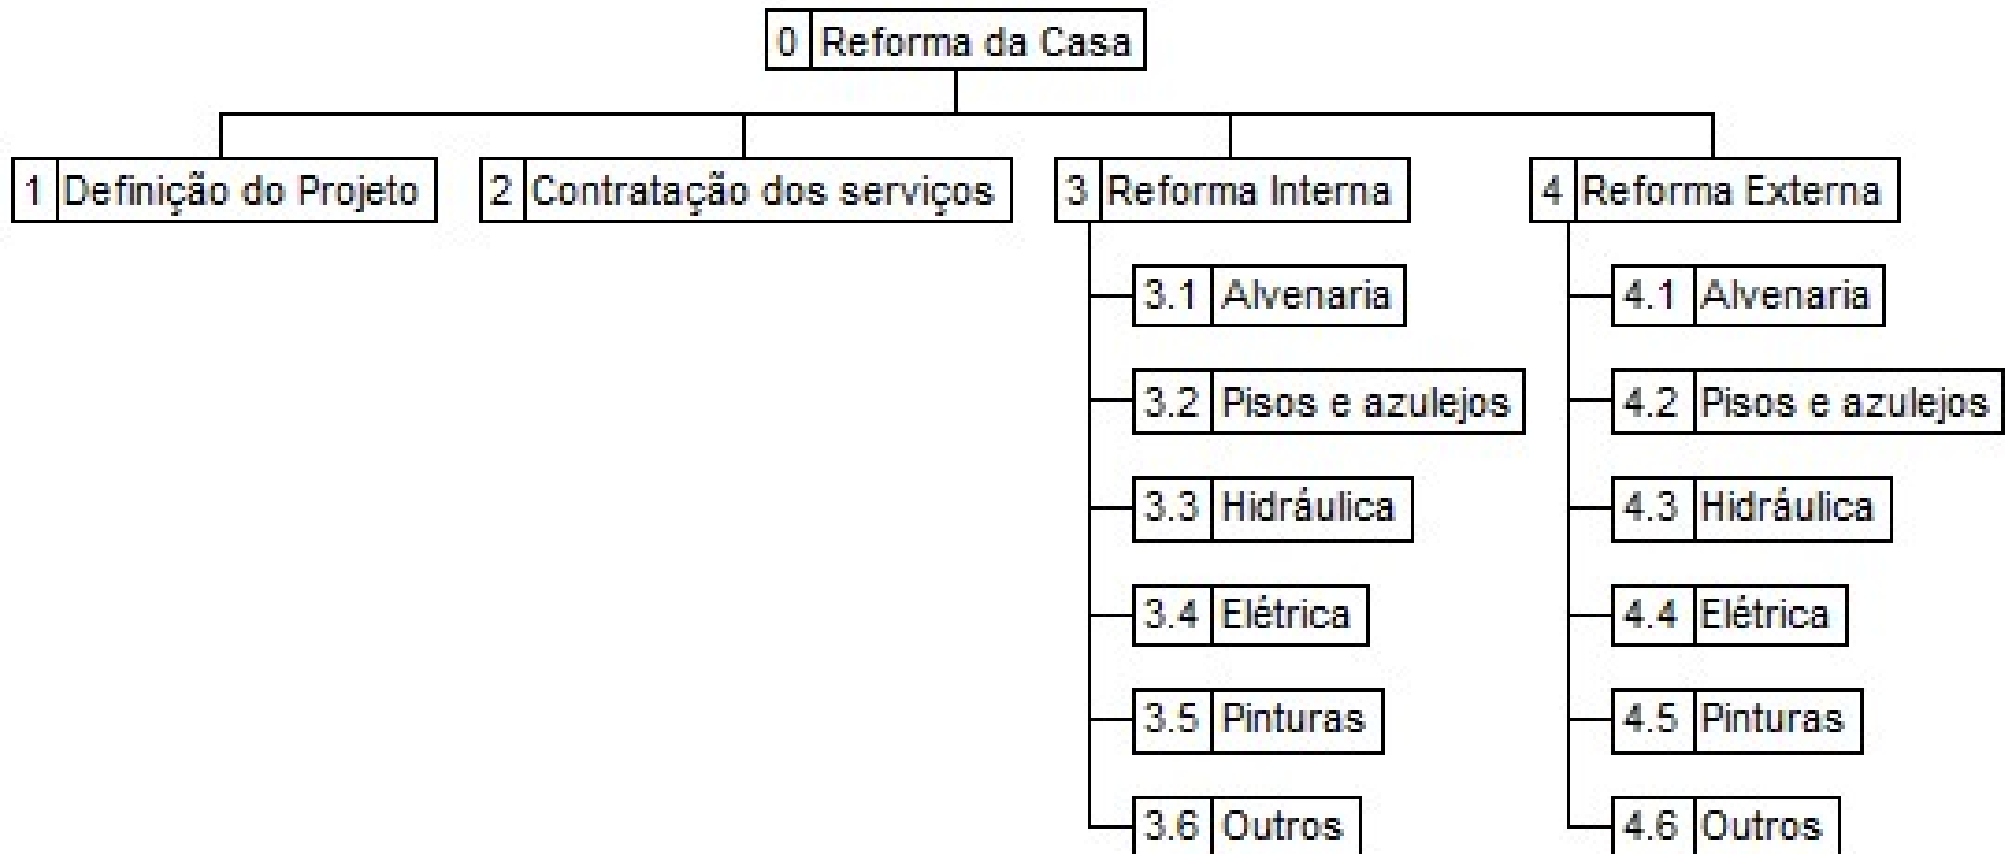 0 Reforma da Casa
1 Definição do Projeto
2 Contratação dos serviços
3 Reforma Interna
4 Reforma Externa
3.1 Alvenaria
4.1 Alvenaria
3.2 Pisos e azulejos
4.2 Pisos e azulejos
3.3 Hidráulica
4.3 Hidráulica
3.4 Elétrica
4.4 Elétrica
3.5 Pinturas
4.5 Pinturas
3.6 Outros
4.6 Outros